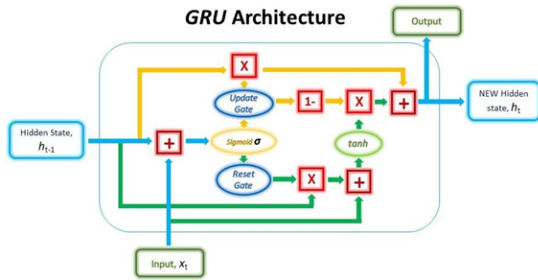 GRU Architecture
Output
X
Update
Gate
1-
X
+
NEW Hidden
state, ht
Hidden State,
ht-1
+
Sigmoid σ
tanh
Reset
Gate
X
+
Input, xt